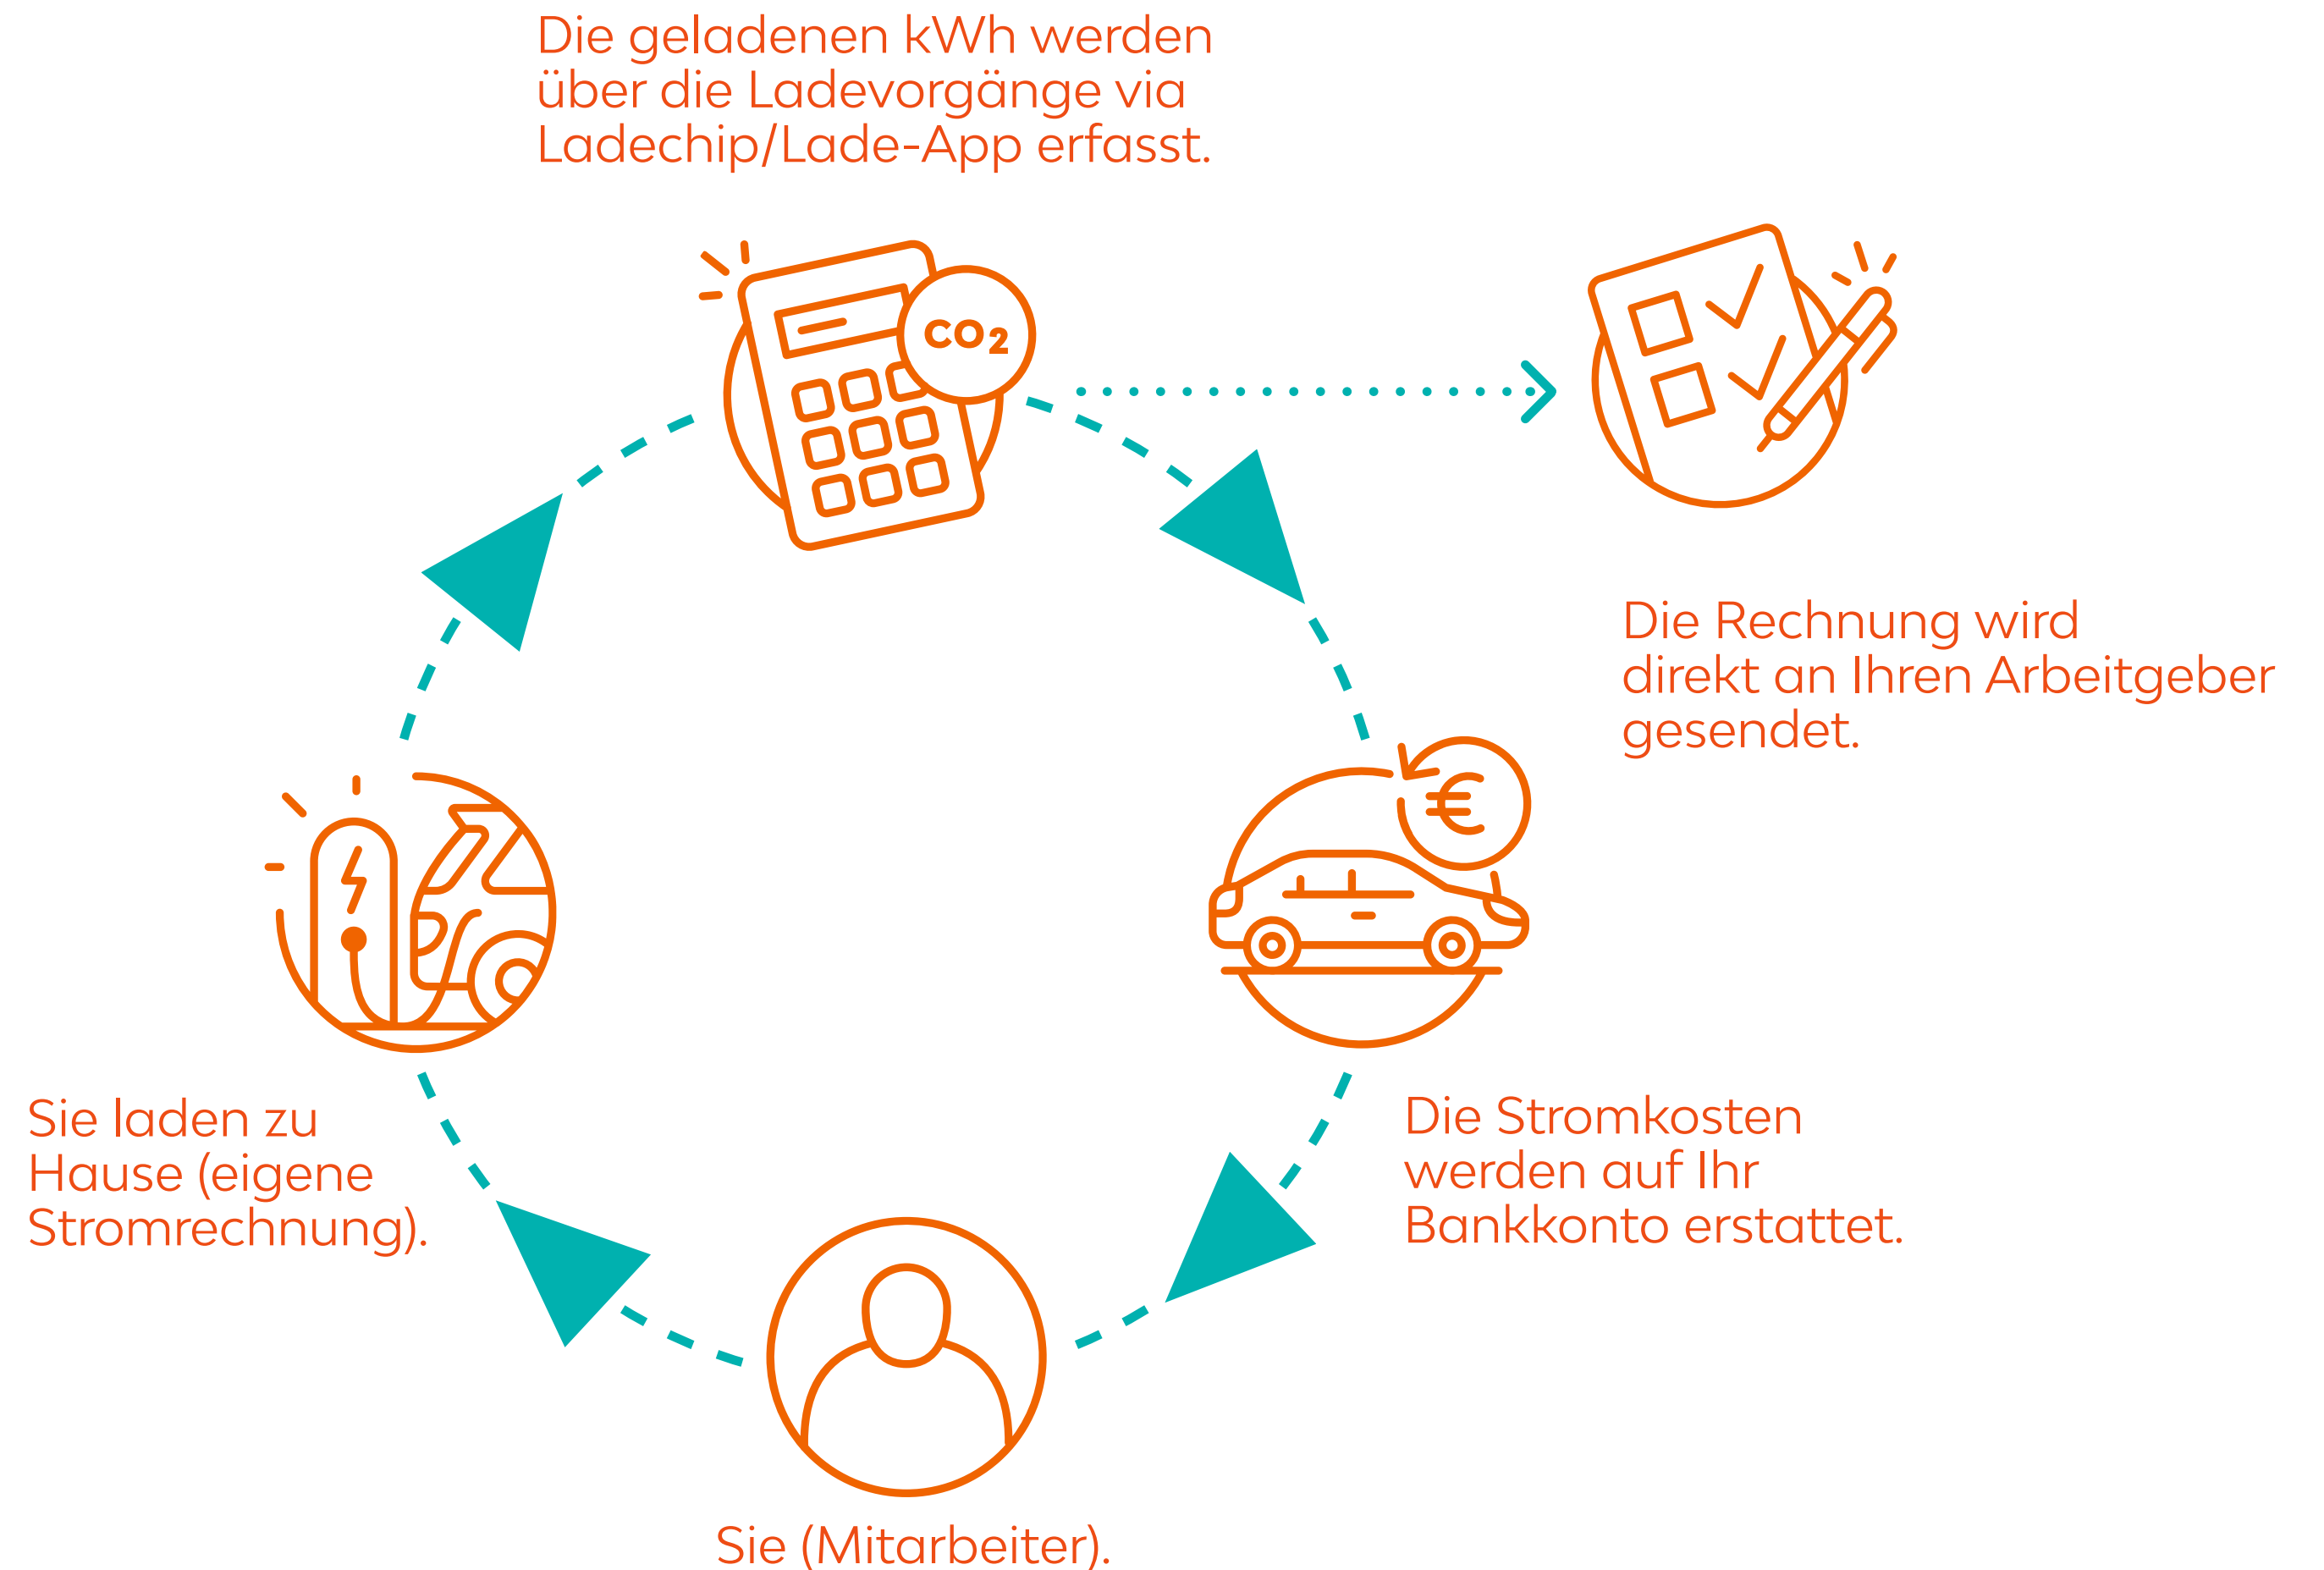 Die geladenen kWh werden
über die Ladevorgänge via
Ladechip/Lade-App erfasst.
CO₂
Die Rechnung wird
direkt an Ihren Arbeitgeber
gesendet.
€
Sie laden zu
Hause (eigene
Stromrechnung).
Die Stromkosten
werden auf Ihr
Bankkonto erstattet.
Sie (Mitarbeiter).